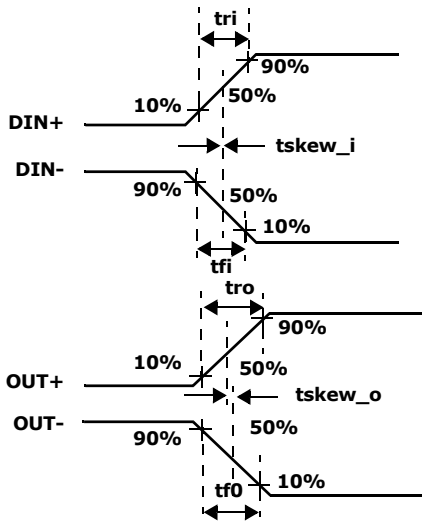 tri
90%
10%
50%
DIN+
tskew_i
DIN-
90%
50%
10%
tfi
tro
90%
10%
50%
OUT+
tskew_o
OUT-
50%
90%
10%
tf0